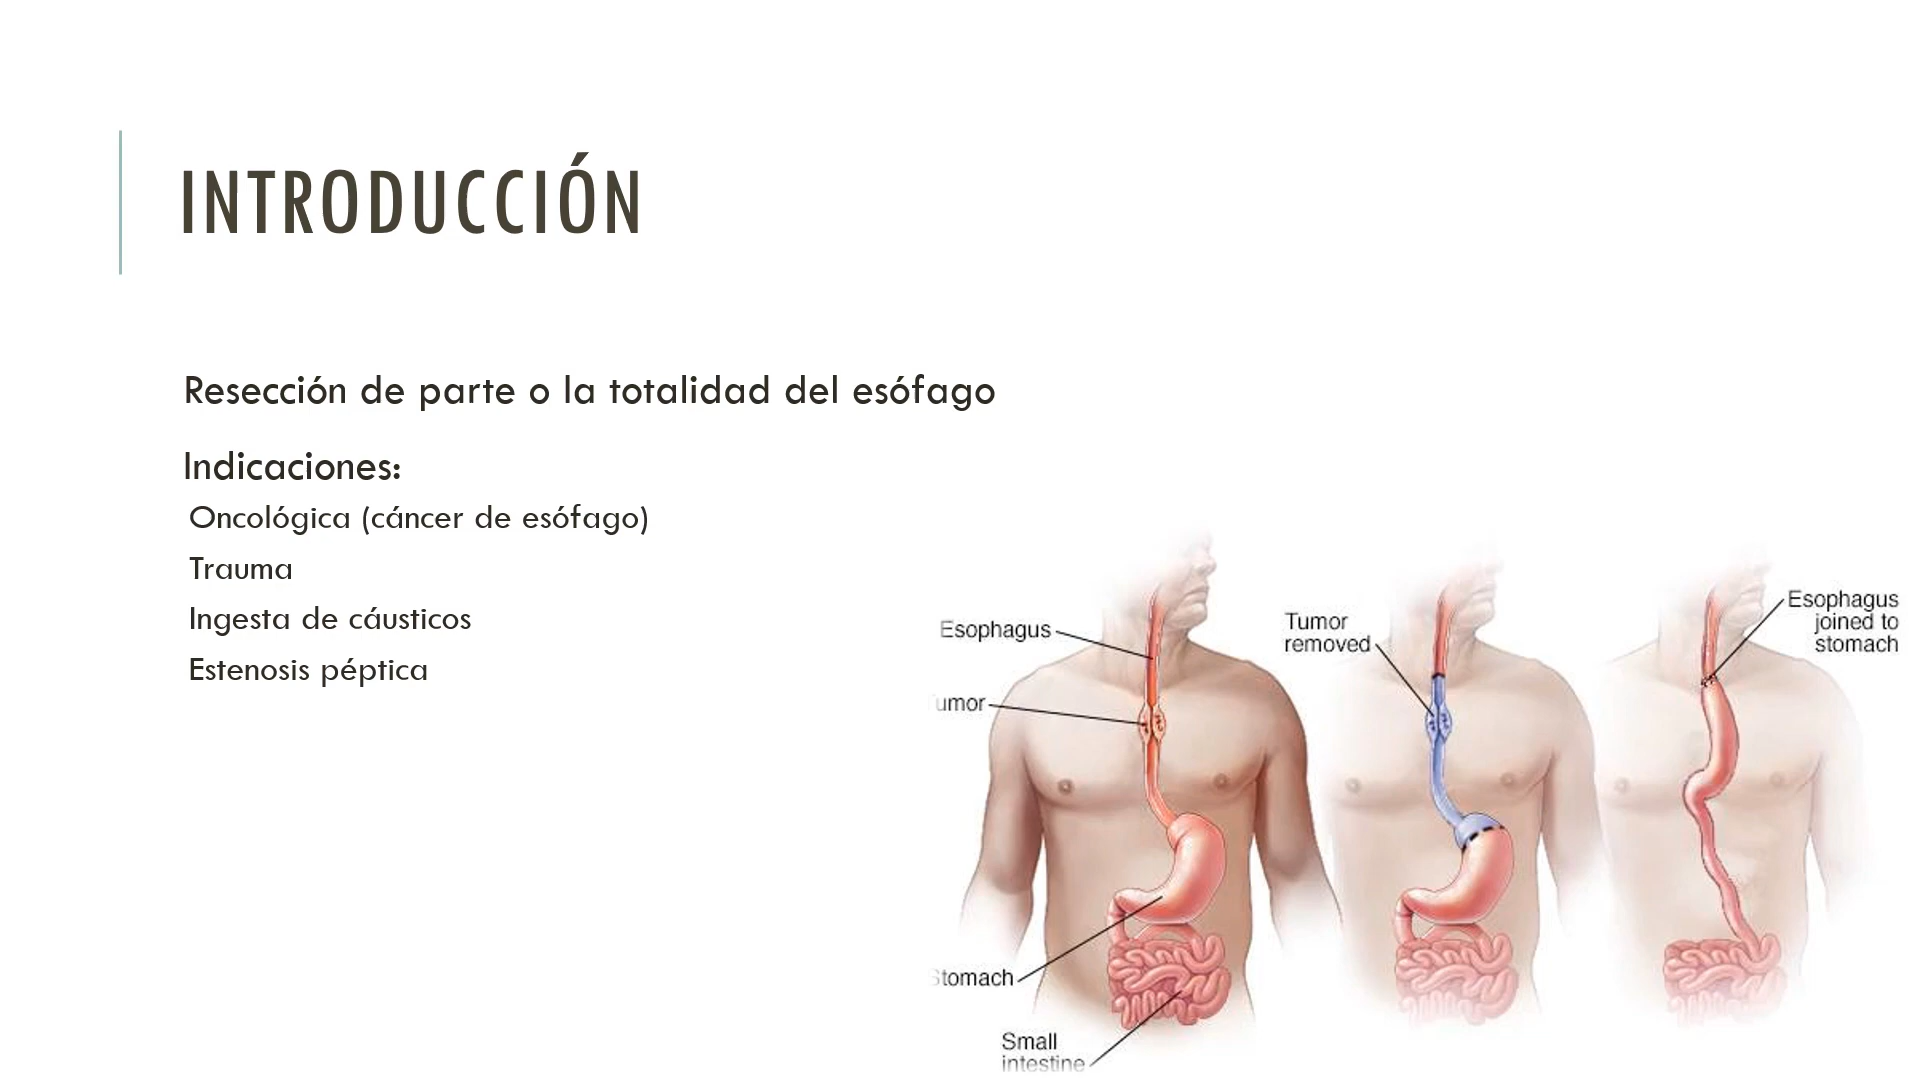 INTRODUCCIÓN
Resección de parte o la totalidad del esófago
Indicaciones:
Oncológica (cáncer de esófago)
Trauma
Ingesta de cáusticos
Estenosis péptica
Esophagus
umor
Stomach
Small
intestine
Tumor
removed
Esophagus
joined to
stomach